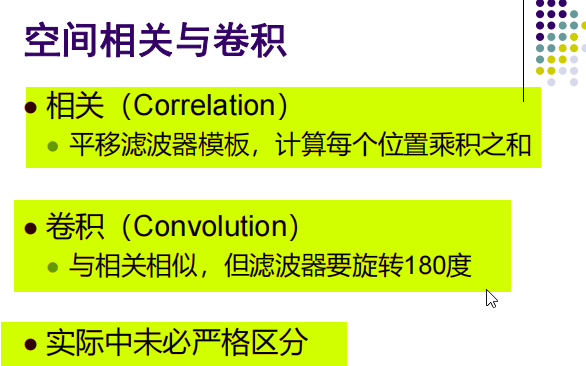 空间相关与卷积
相关（Correlation）
平移滤波器模板，计算每个位置乘积之和
卷积（Convolution）
与相关相似，但滤波器要旋转180度
实际中未必严格区分